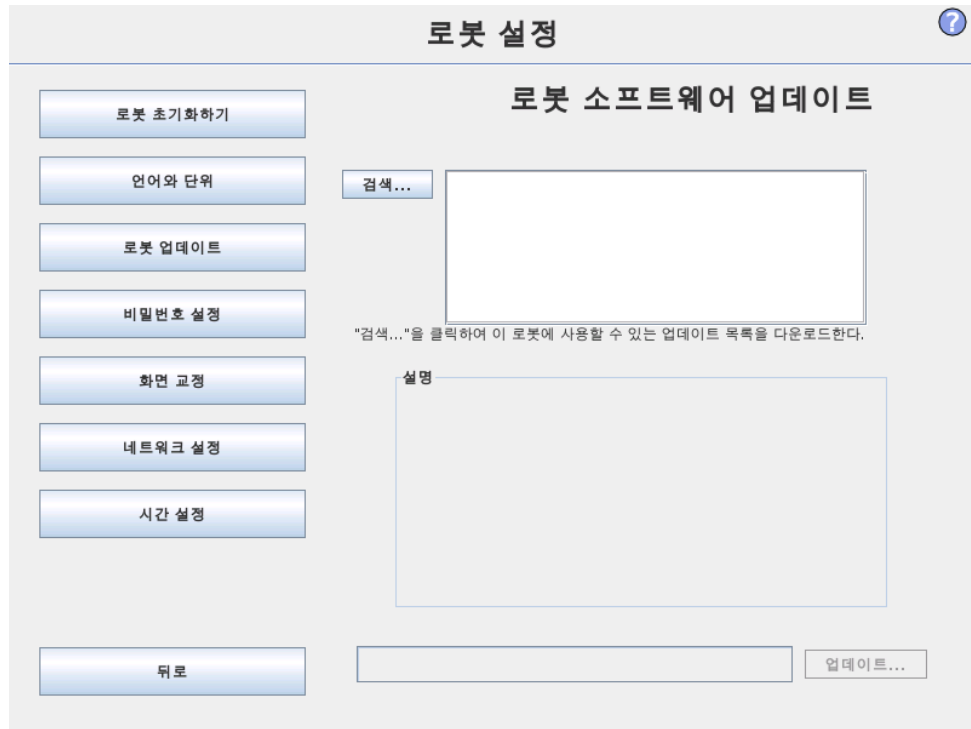 로봇 설정
?
로봇 초기화하기
언어와 단위
로봇 업데이트
비밀번호 설정
화면 교정
네트워크 설정
시간 설정
뒤로
로봇 소프트웨어 업데이트
검색...
"검색..."을 클릭하여 이 로봇에 사용할 수 있는 업데이트 목록을 다운로드한다.
설명
업데이트...